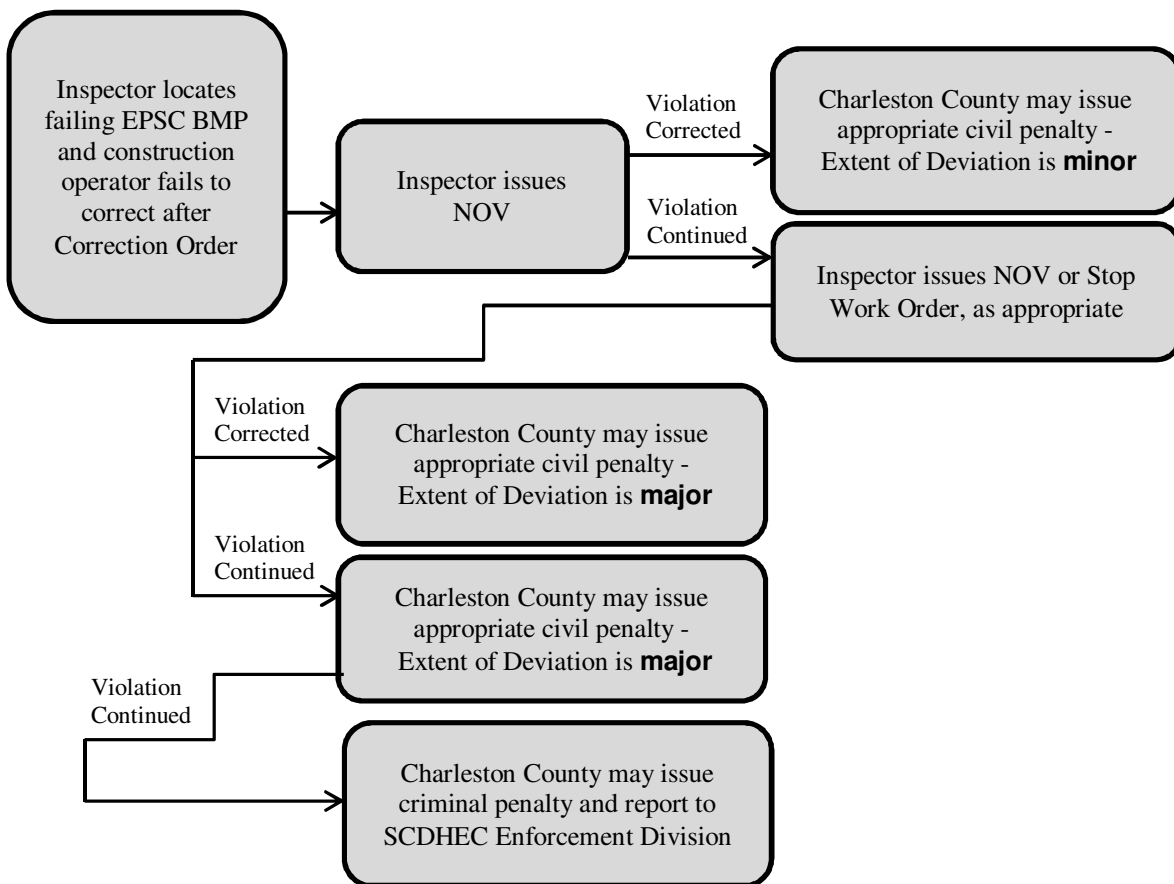 Inspector locates
failing EPSC BMP
and construction
operator fails to
correct after
Correction Order
Inspector issues
NOV
Violation
Corrected
Charleston County may issue
appropriate civil penalty -
Extent of Deviation is minor
Violation
Continued
Inspector issues NOV or Stop
Work Order, as appropriate
Violation
Corrected
Charleston County may issue
appropriate civil penalty -
Extent of Deviation is major
Violation
Continued
Charleston County may issue
appropriate civil penalty -
Extent of Deviation is major
Violation
Continued
Charleston County may issue
criminal penalty and report to
SCDHEC Enforcement Division